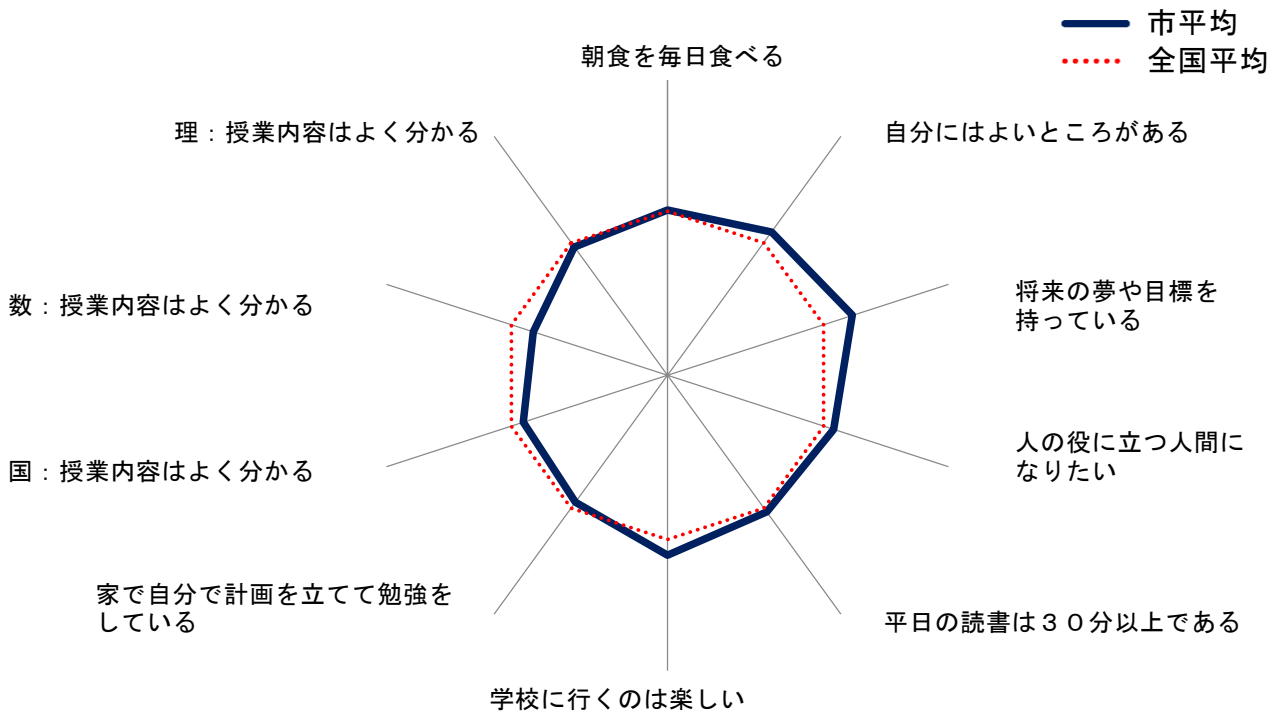 市平均
全国平均
朝食を毎日食べる
理：授業内容はよく分かる
自分にはよいところがある
数：授業内容はよく分かる
将来の夢や目標を
持っている
国：授業内容はよく分かる
人の役に立つ人間に
なりたい
家で自分で計画を立てて勉強を
している
平日の読書は３０分以上である
学校に行くのは楽しい